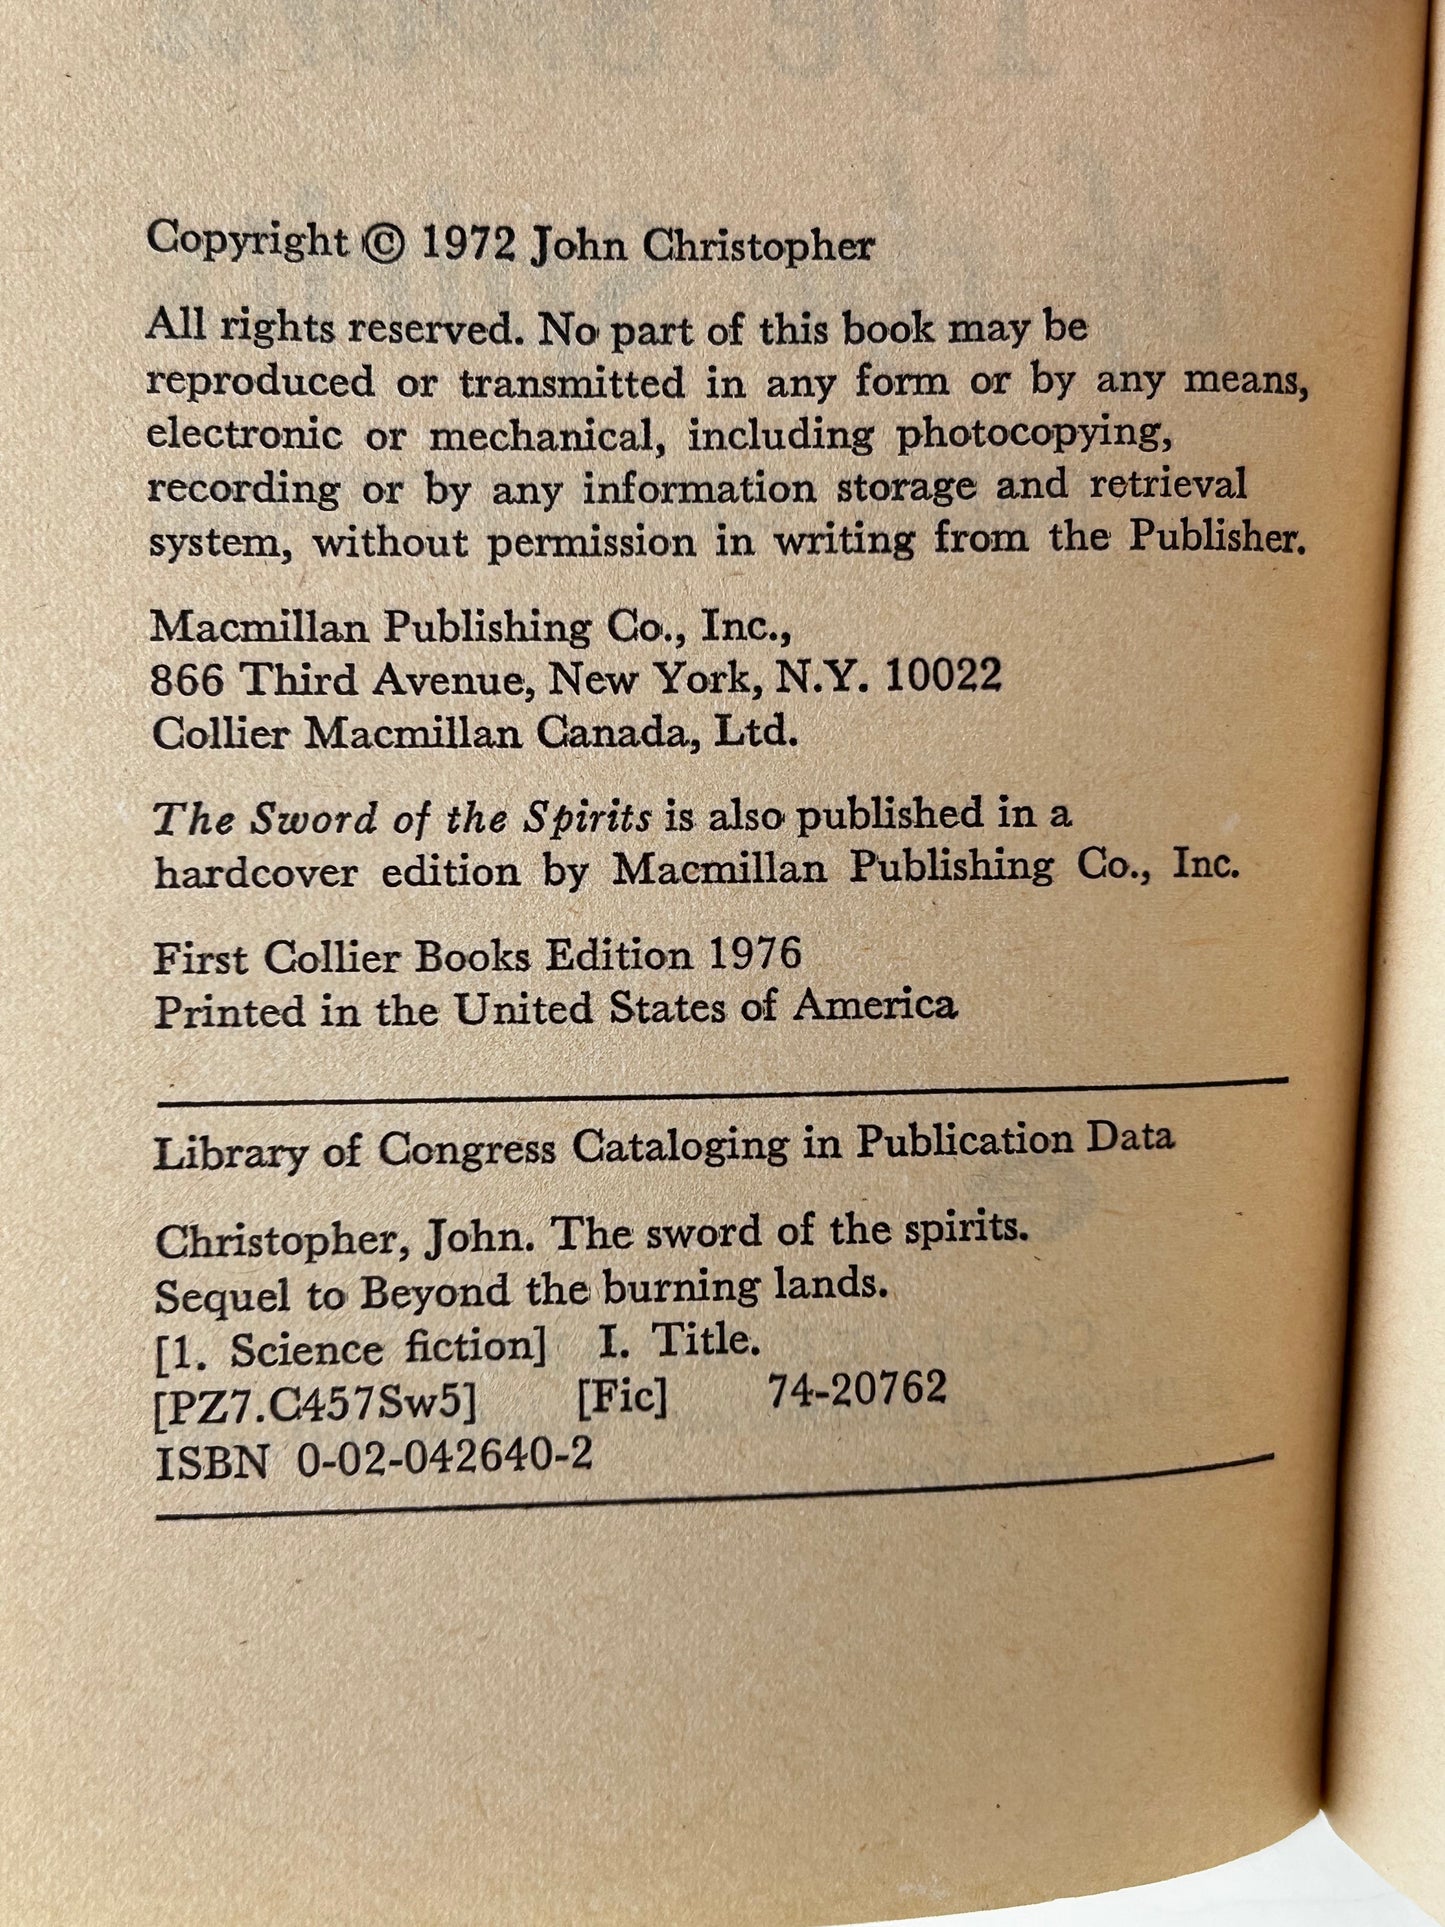 Copyright © 1972 John Christopher
All rights reserved. No part of this book may be
reproduced or transmitted in any form or by any means,
electronic or mechanical, including photocopying,
recording or by any information storage and retrieval
system, without permission in writing from the Publisher.
Macmillan Publishing Co., Inc.,
866 Third Avenue, New York, N.Y. 10022
Collier Macmillan Canada, Ltd.
The Sword of the Spirits is also published in a
hardcover edition by Macmillan Publishing Co., Inc.
First Collier Books Edition 1976
Printed in the United States of America
Library of Congress Cataloging in Publication Data
Christopher, John. The sword of the spirits.
Sequel to Beyond the burning lands.
[1. Science fiction] I. Title.
[PZ7.C457Sw5] [Fic] 74-20762
ISBN 0-02-042640-2